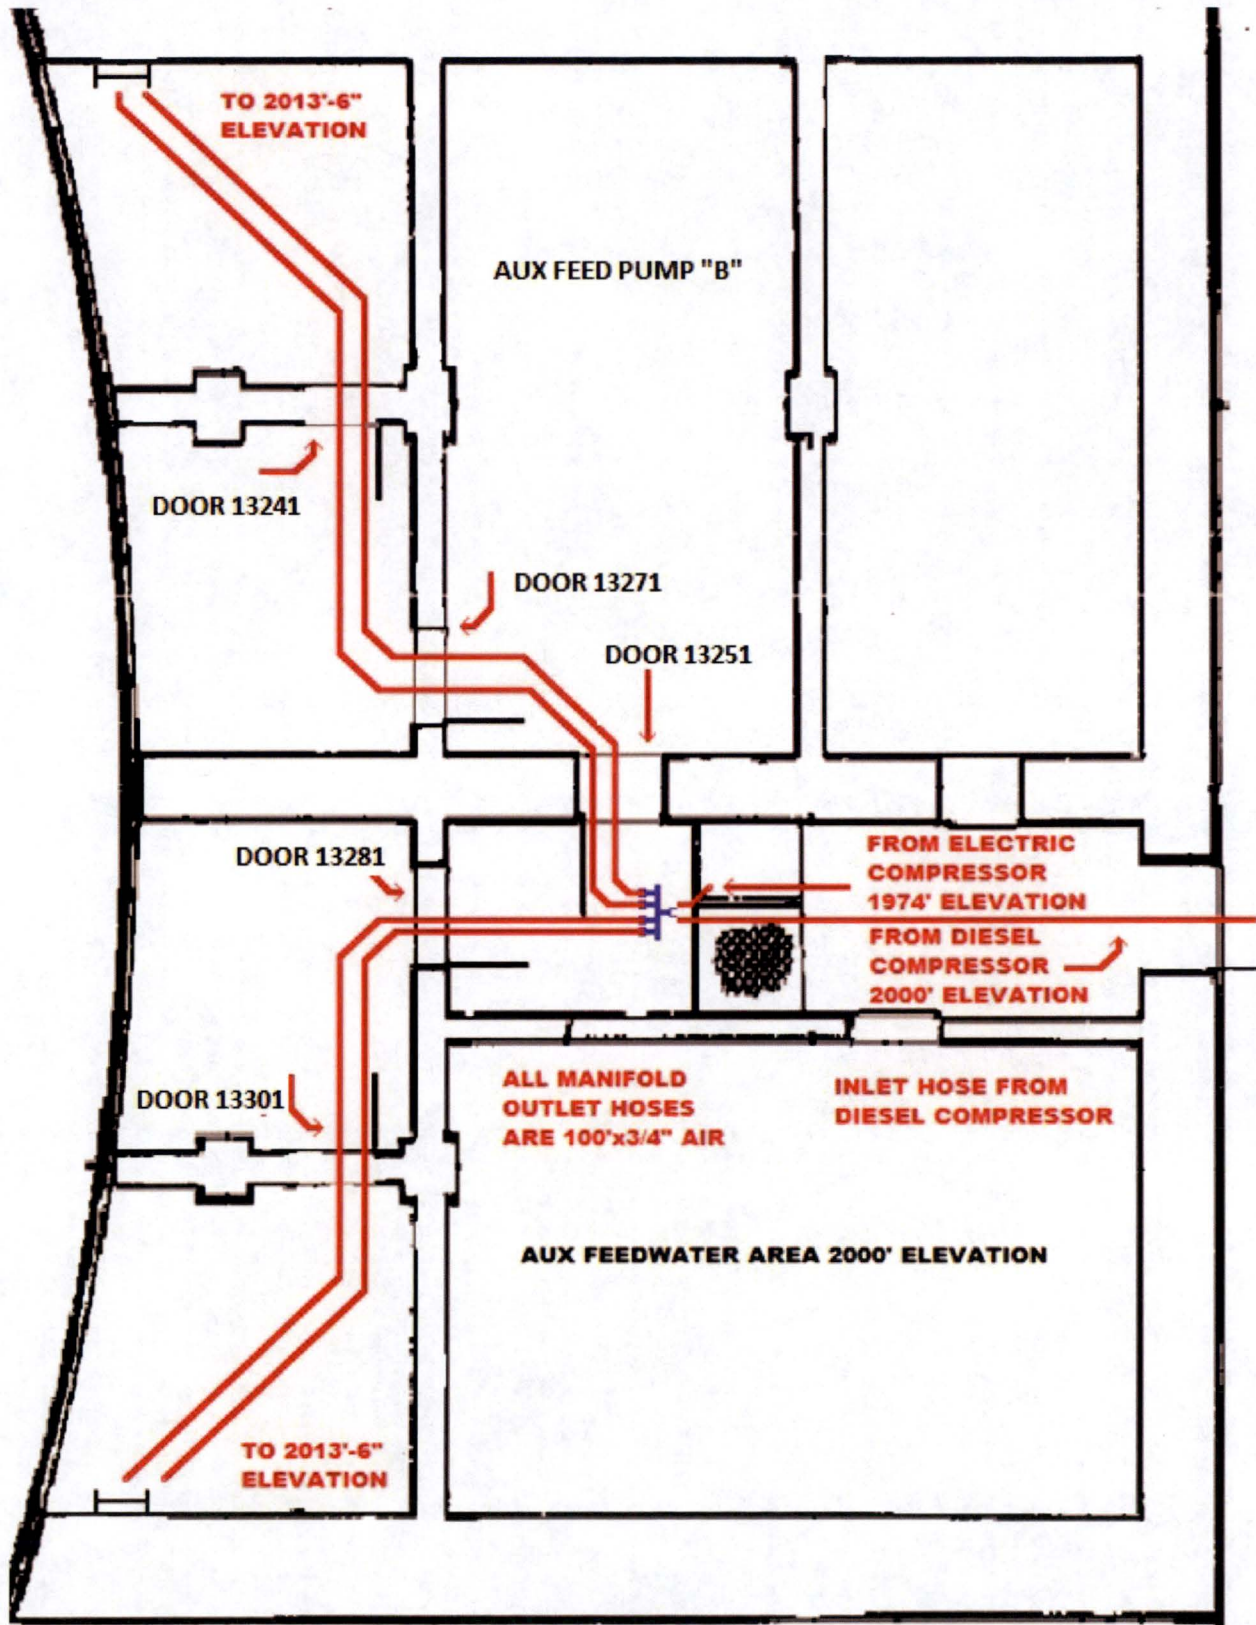 TO 2013'-6"
ELEVATION
AUX FEED PUMP "B"
DOOR 13241
DOOR 13271
DOOR 13251
DOOR 13281
FROM ELECTRIC
COMPRESSOR
1974' ELEVATION
FROM DIESEL
COMPRESSOR
2000' ELEVATION
DOOR 13301
ALL MANIFOLD
OUTLET HOSES
ARE 100'x3/4" AIR
INLET HOSE FROM
DIESEL COMPRESSOR
AUX FEEDWATER AREA 2000' ELEVATION
TO 2013'-6"
ELEVATION